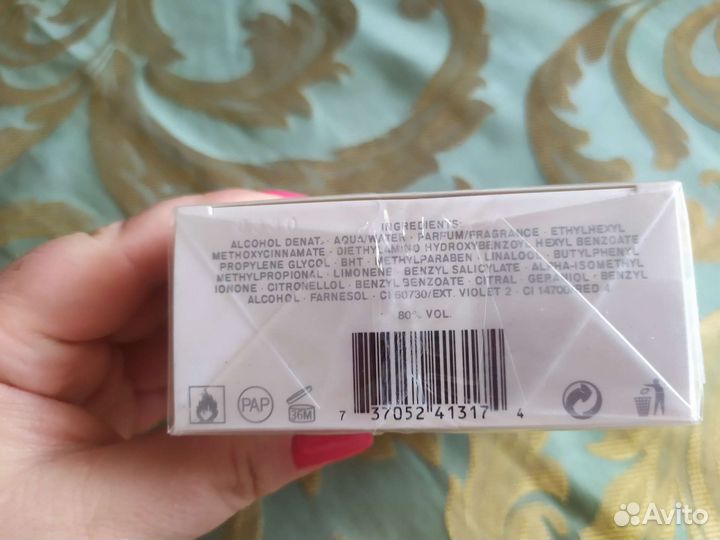 INGREDIENTS:
ALCOHOL DENAT. · AQUA/WATER · PARFUM/FRAGRANCE · ETHYLHEXYL
METHOXYCINNAMATE · DIETHYLAMINO HYDROXYBENZOYL HEXYL BENZOATE
PROPYLENE GLYCOL · BHT · METHYLPARABEN · LINALOOL · BUTYLPHENYL
METHYLPROPIONAL · LIMONENE · BENZYL SALICYLATE · ALPHA-ISOMETHYL
IONONE · CITRONELLOL · BENZYL BENZOATE · CITRAL · GERANIOL · BENZYL
ALCOHOL · FARNESOL · CI 60730/EXT. VIOLET 2 · CI 14700/RED 4
80% VOL.
PAP
36M
7 37052 41317 4
Avito